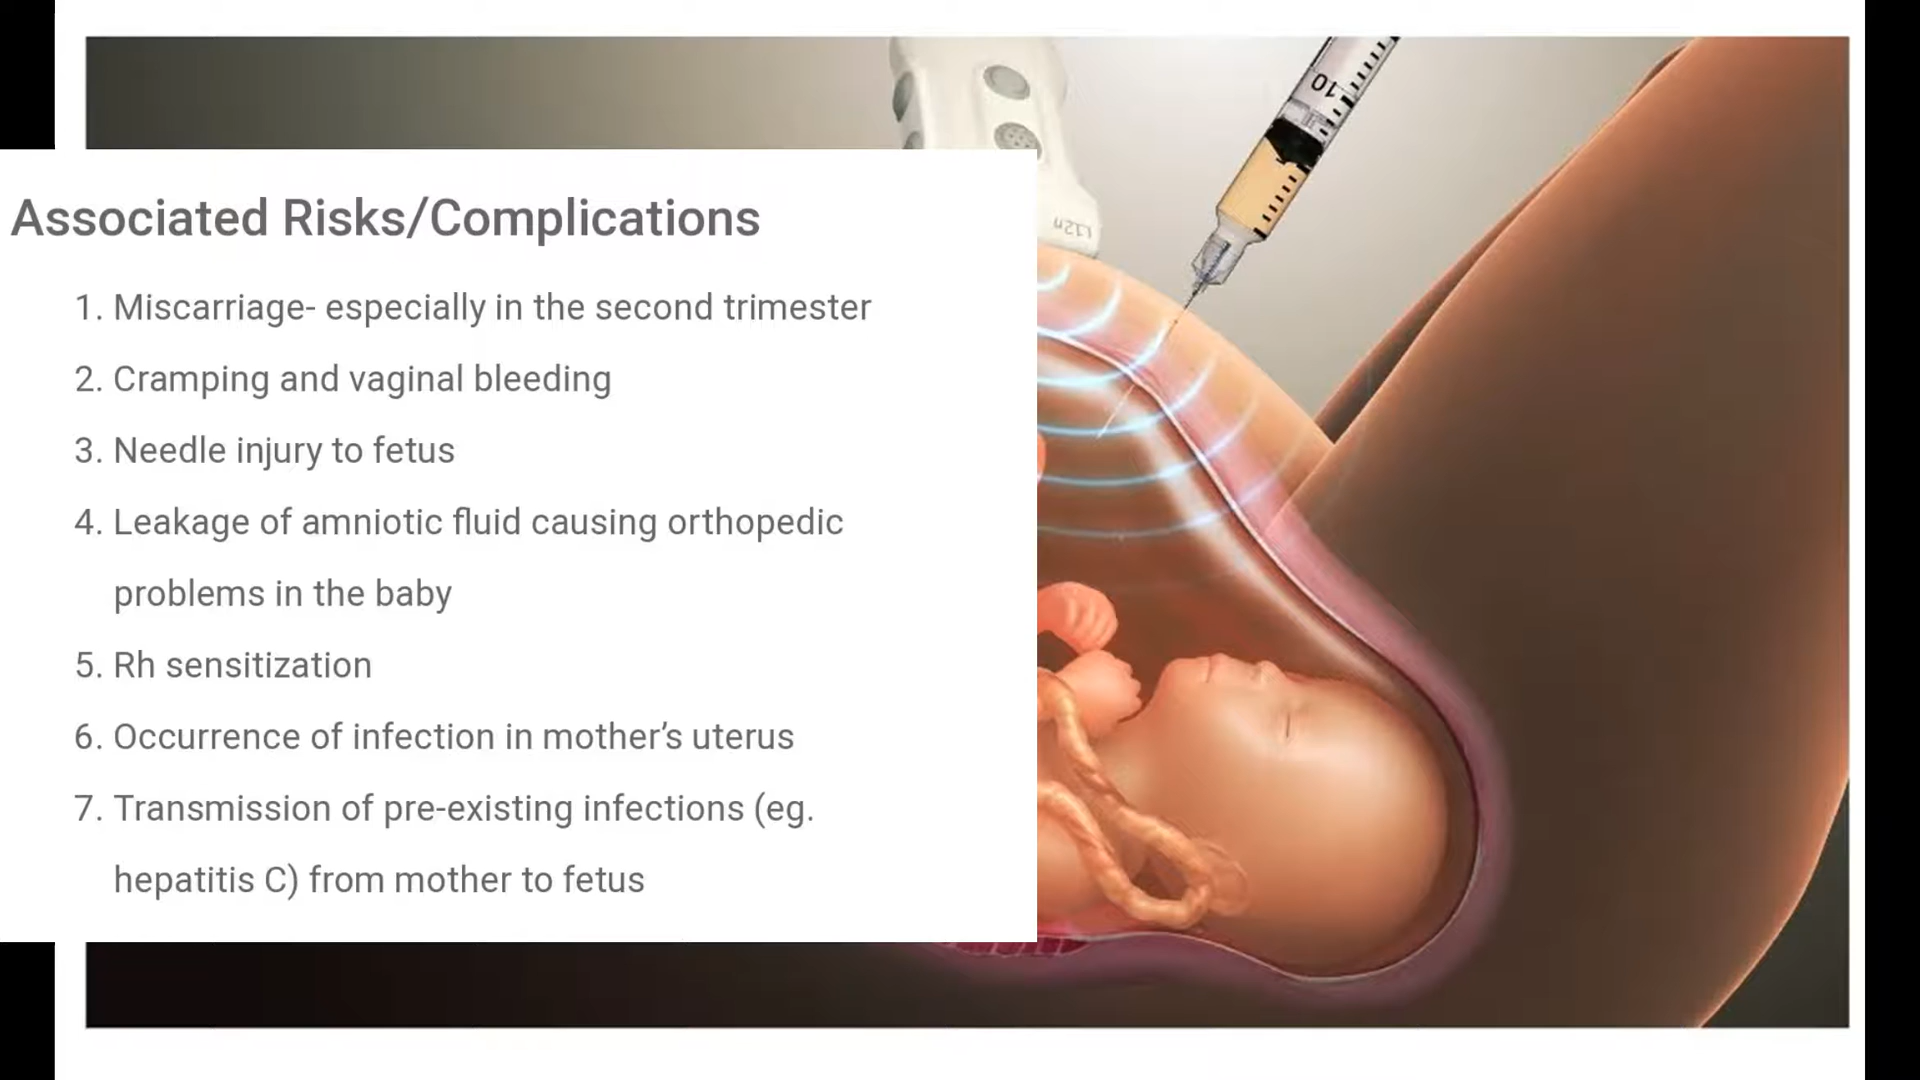 Associated Risks/Complications
1. Miscarriage- especially in the second trimester
2. Cramping and vaginal bleeding
3. Needle injury to fetus
4. Leakage of amniotic fluid causing orthopedic
problems in the baby
5. Rh sensitization
6. Occurrence of infection in mother’s uterus
7. Transmission of pre-existing infections (eg.
hepatitis C) from mother to fetus
10
L12n